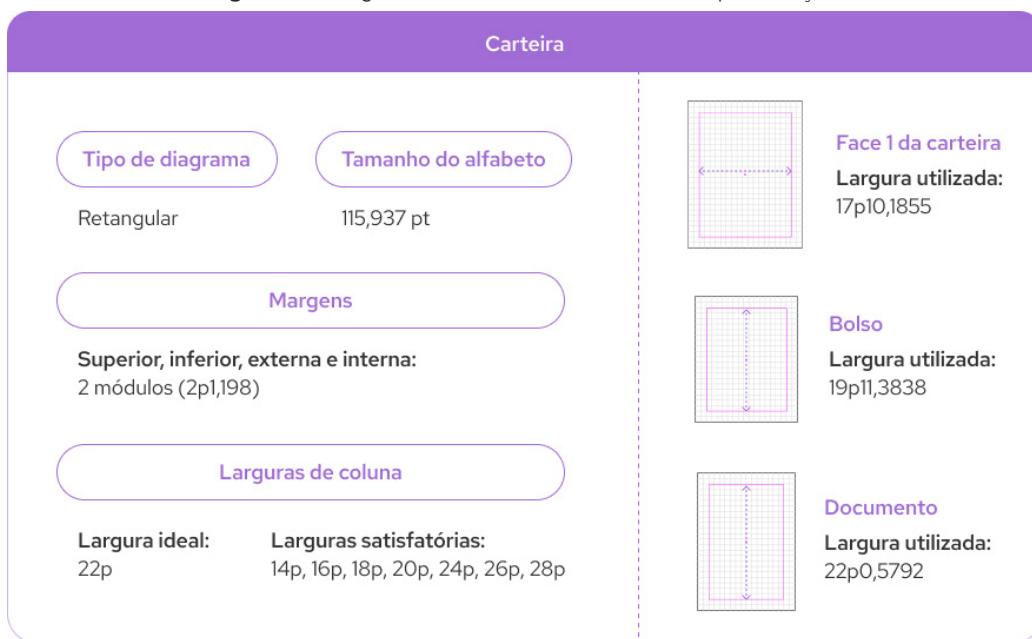 Carteira
Tipo de diagrama
Retangular
Tamanho do alfabeto
115,937 pt
Margens
Superior, inferior, externa e interna:
2 módulos (2p1,198)
Larguras de coluna
Largura ideal:
22p
Larguras satisfatórias:
14p, 16p, 18p, 20p, 24p, 26p, 28p
Face 1 da carteira
Largura utilizada:
17p10,1855
Bolso
Largura utilizada:
19p11,3838
Documento
Largura utilizada:
22p0,5792